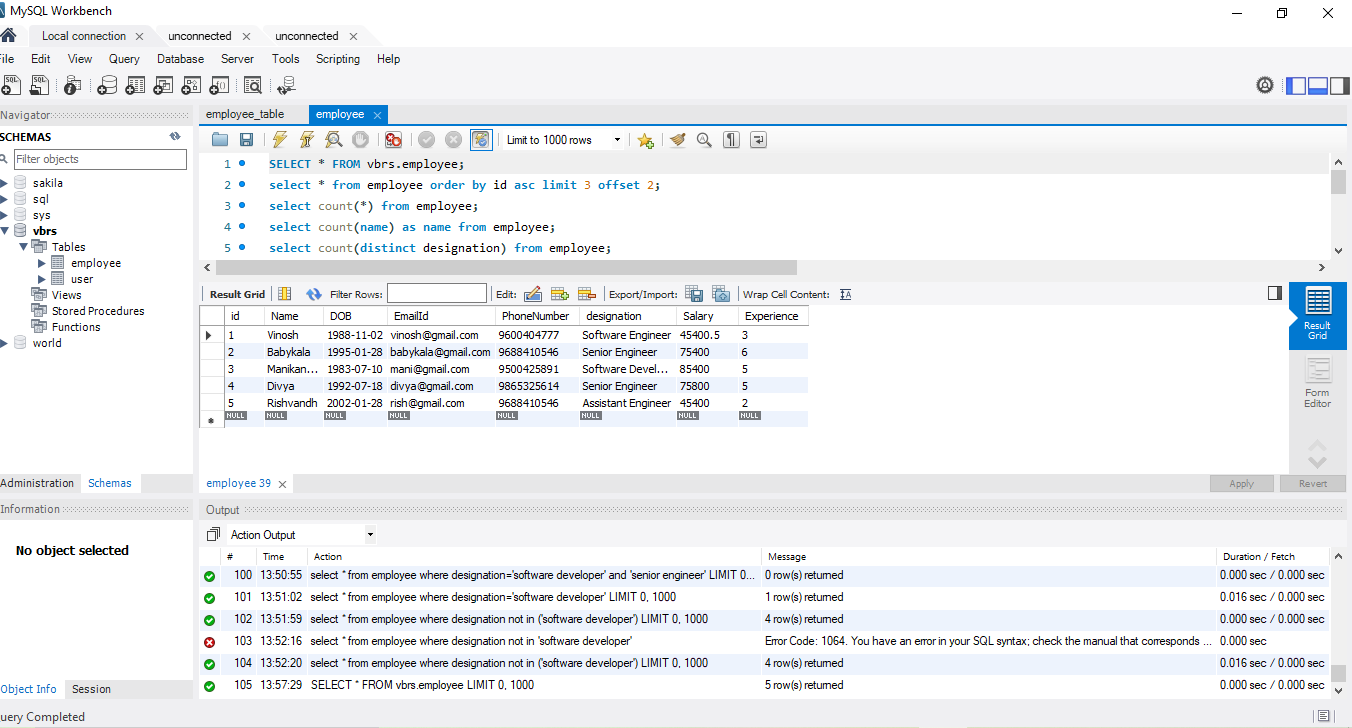 MySQL Workbench
Local connection
unconnected
unconnected
File Edit View Query Database Server Tools Scripting Help
Navigator
SCHEMAS
Filter objects
sakila
sql
sys
vbrs
Tables
employee
user
Views
Stored Procedures
Functions
world
Administration Schemas
Information
No object selected
Object Info Session
employee_table employee
Limit to 1000 rows
1 SELECT * FROM vbrs.employee;
2 select * from employee order by id asc limit 3 offset 2;
3 select count(*) from employee;
4 select count(name) as name from employee;
5 select count(distinct designation) from employee;
Result Grid Filter Rows: Edit: Export/Import: Wrap Cell Content:
id Name DOB EmailId PhoneNumber designation Salary Experience
1 Vinosh 1988-11-02 vinosh@gmail.com 9600404777 Software Engineer 45400.5 3
2 Babykala 1995-01-28 babykala@gmail.com 9688410546 Senior Engineer 75400 6
3 Manikan... 1983-07-10 mani@gmail.com 9500425891 Software Devel... 85400 5
4 Divya 1992-07-18 divya@gmail.com 9865325614 Senior Engineer 75800 5
5 Rishvandh 2002-01-28 rish@gmail.com 9688410546 Assistant Engineer 45400 2
NULL NULL NULL NULL NULL NULL NULL NULL
Result
Grid
Form
Editor
employee 39
Apply Revert
Output
Action Output
# Time Action Message Duration / Fetch
100 13:50:55 select * from employee where designation='software developer' and 'senior engineer' LIMIT 0... 0 row(s) returned 0.000 sec / 0.000 sec
101 13:51:02 select * from employee where designation='software developer' LIMIT 0, 1000 1 row(s) returned 0.016 sec / 0.000 sec
102 13:51:59 select * from employee where designation not in ('software developer') LIMIT 0, 1000 4 row(s) returned 0.000 sec / 0.000 sec
103 13:52:16 select * from employee where designation not in 'software developer' Error Code: 1064. You have an error in your SQL syntax; check the manual that corresponds ... 0.000 sec
104 13:52:20 select * from employee where designation not in ('software developer') LIMIT 0, 1000 4 row(s) returned 0.016 sec / 0.000 sec
105 13:57:29 SELECT * FROM vbrs.employee LIMIT 0, 1000 5 row(s) returned 0.000 sec / 0.000 sec
uery Completed